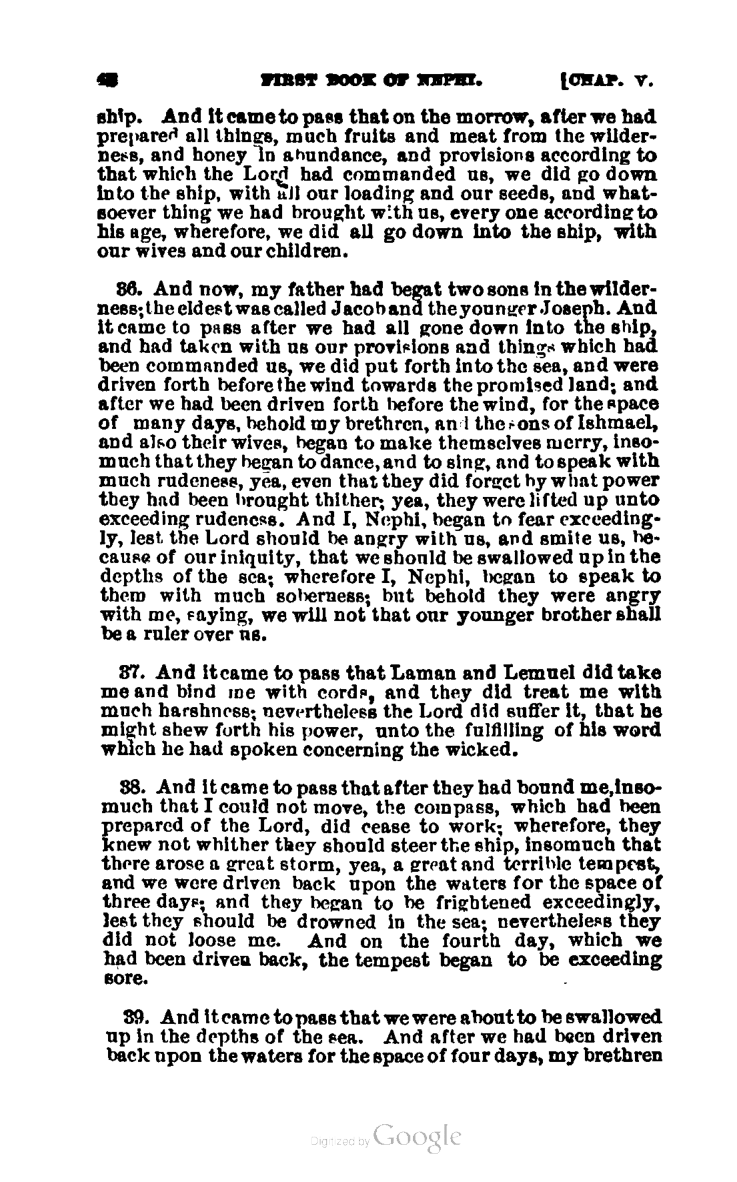 48 FIRST BOOK OF NEPHI. [CHAP. V.
ship. And it came to pass that on the morrow, after we had
prepared all things, much fruits and meat from the wilder-
ness, and honey in abundance, and provisions according to
that which the Lord had commanded us, we did go down
into the ship, with all our loading and our seeds, and what-
soever thing we had brought with us, every one according to
his age, wherefore, we did all go down into the ship, with
our wives and our children.
36. And now, my father had begat two sons in the wilder-
ness; the eldest was called Jacob and the younger Joseph. And
it came to pass after we had all gone down into the ship,
and had taken with us our provisions and things which had
been commanded us, we did put forth into the sea, and were
driven forth before the wind towards the promised land; and
after we had been driven forth before the wind, for the space
of many days, behold my brethren, and the sons of Ishmael,
and also their wives, began to make themselves merry, inso-
much that they began to dance, and to sing, and to speak with
much rudeness, yea, even that they did forget by what power
they had been brought thither; yea, they were lifted up unto
exceeding rudeness. And I, Nephi, began to fear exceeding-
ly, lest the Lord should be angry with us, and smite us, be-
cause of our iniquity, that we should be swallowed up in the
depths of the sea; wherefore I, Nephi, began to speak to
them with much soberness; but behold they were angry
with me, saying, we will not that our younger brother shall
be a ruler over us.
37. And it came to pass that Laman and Lemuel did take
me and bind me with cords, and they did treat me with
much harshness; nevertheless the Lord did suffer it, that he
might shew forth his power, unto the fulfilling of his word
which he had spoken concerning the wicked.
38. And it came to pass that after they had bound me, inso-
much that I could not move, the compass, which had been
prepared of the Lord, did cease to work; wherefore, they
knew not whither they should steer the ship, insomuch that
there arose a great storm, yea, a great and terrible tempest,
and we were driven back upon the waters for the space of
three days; and they began to be frightened exceedingly,
lest they should be drowned in the sea; nevertheless they
did not loose me. And on the fourth day, which we
had been driven back, the tempest began to be exceeding
sore.
39. And it came to pass that we were about to be swallowed
up in the depths of the sea. And after we had been driven
back upon the waters for the space of four days, my brethren
Digitized by Google